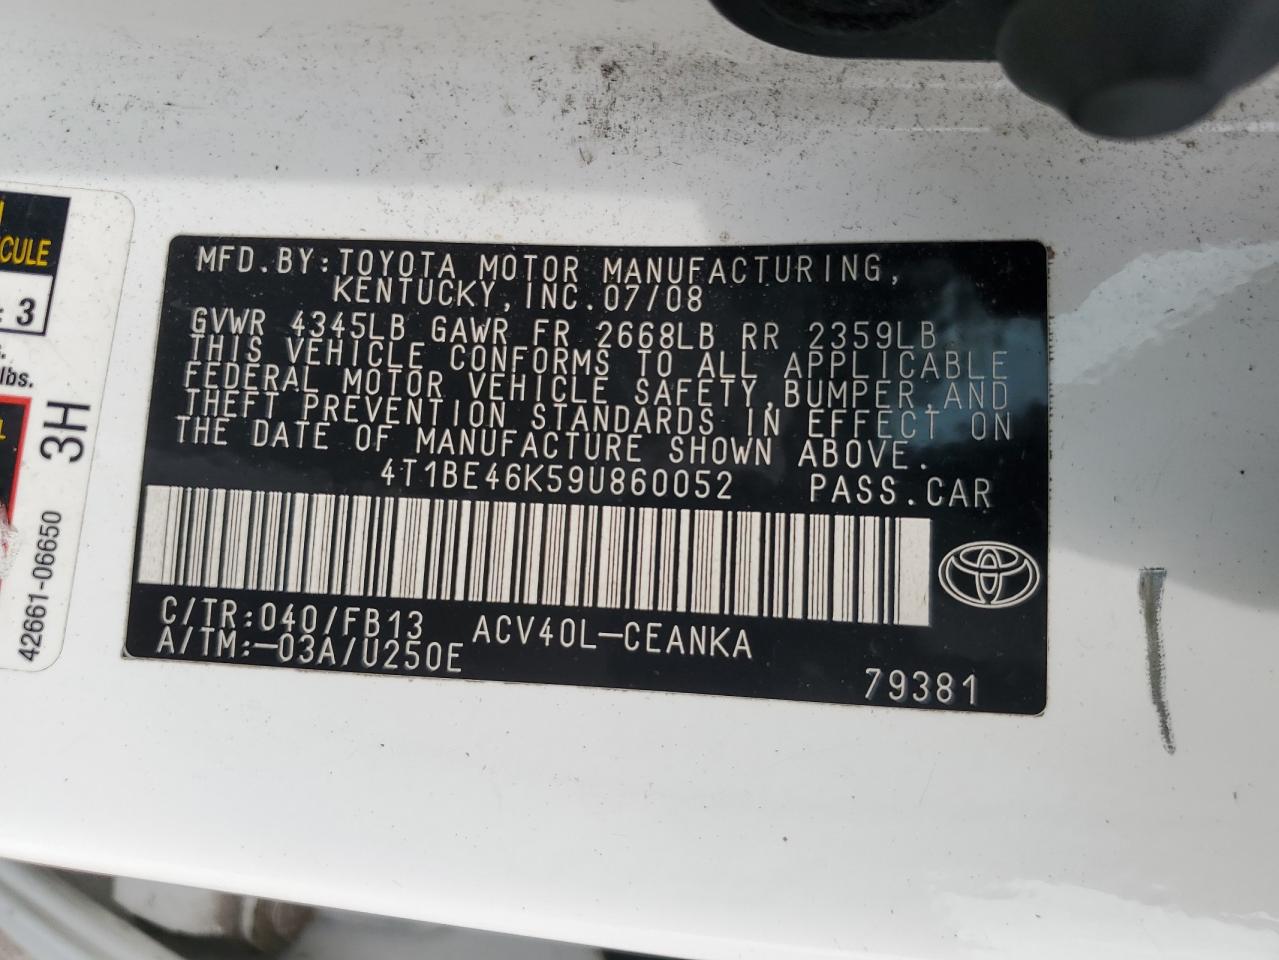 CULE
: 3
lbs.
3H
42661-06650
MFD.BY:TOYOTA MOTOR MANUFACTURING,
KENTUCKY, INC.07/08
GVWR 4345LB GAWR FR 2668LB RR 2359LB
THIS VEHICLE CONFORMS TO ALL APPLICABLE
FEDERAL MOTOR VEHICLE SAFETY,BUMPER,AND
THEFT PREVENTION STANDARDS IN EFFECT ON
THE DATE OF MANUFACTURE SHOWN ABOVE.
4T1BE46K59U860052 PASS.CAR
C/TR:040/FB13 ACV40L-CEANKA
A/TM:-03A/U250E
79381